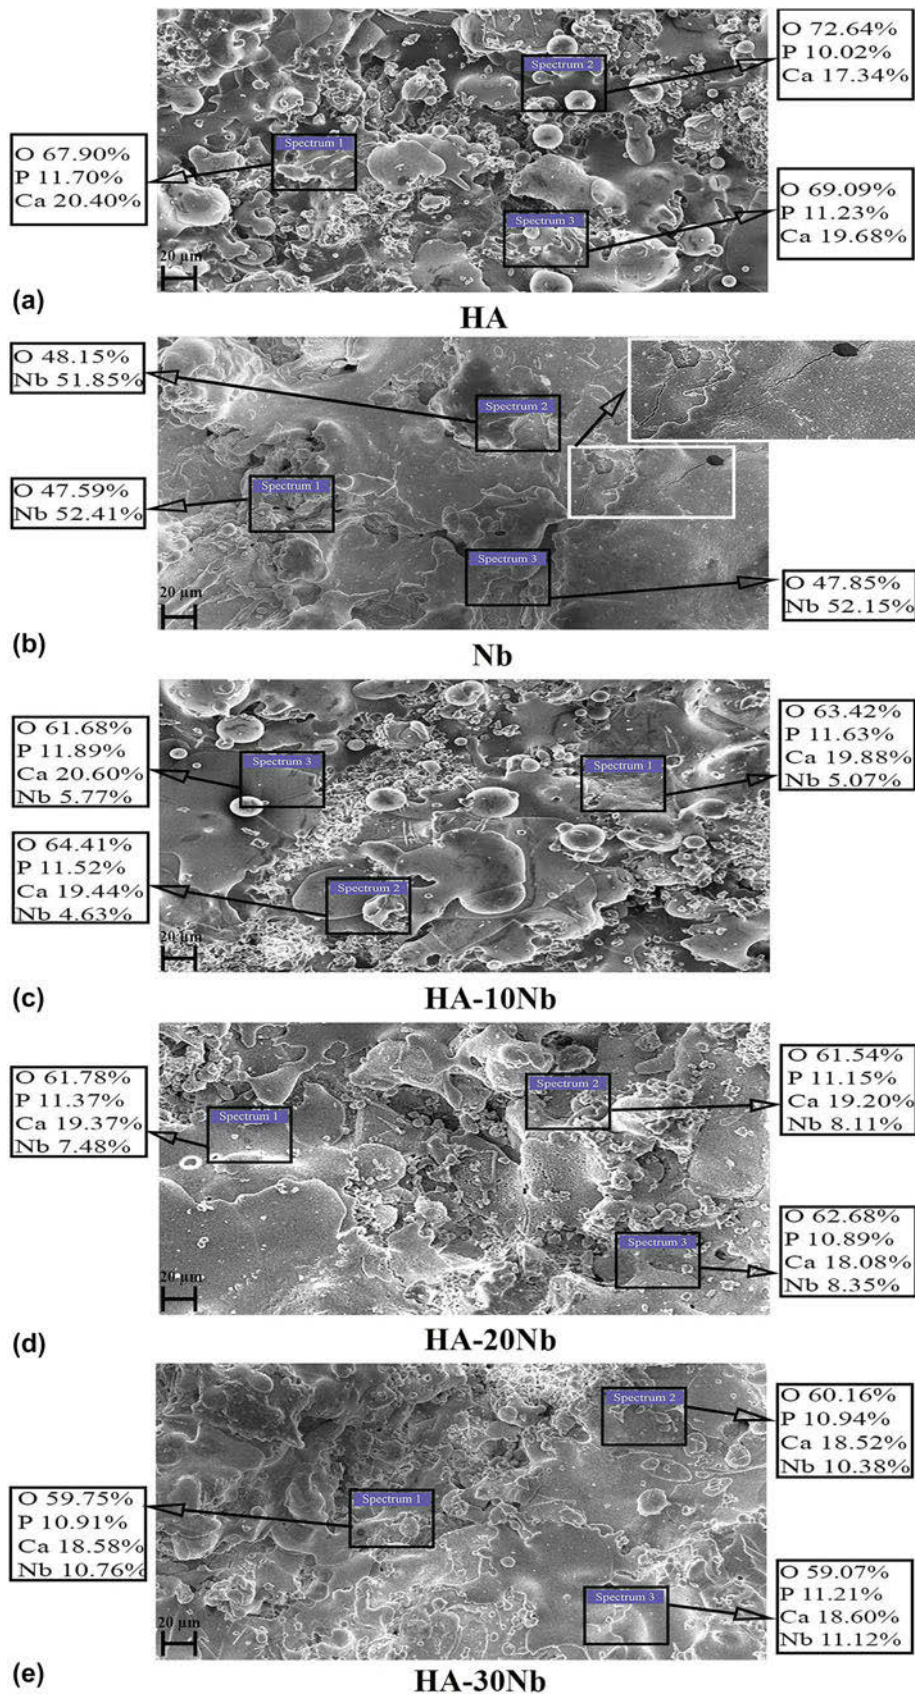 O 72.64%
P 10.02%
Ca 17.34%
Spectrum 2
Spectrum 1
O 67.90%
P 11.70%
Ca 20.40%
O 69.09%
P 11.23%
Ca 19.68%
Spectrum 3
20 µm
(a)
HA
O 48.15%
Nb 51.85%
Spectrum 2
O 47.59%
Nb 52.41%
Spectrum 1
Spectrum 3
O 47.85%
Nb 52.15%
20 µm
(b)
Nb
O 61.68%
P 11.89%
Ca 20.60%
Nb 5.77%
Spectrum 3
Spectrum 1
O 63.42%
P 11.63%
Ca 19.88%
Nb 5.07%
O 64.41%
P 11.52%
Ca 19.44%
Nb 4.63%
Spectrum 2
20 µm
(c)
HA-10Nb
O 61.78%
P 11.37%
Ca 19.37%
Nb 7.48%
Spectrum 1
Spectrum 2
O 61.54%
P 11.15%
Ca 19.20%
Nb 8.11%
Spectrum 3
O 62.68%
P 10.89%
Ca 18.08%
Nb 8.35%
20 µm
(d)
HA-20Nb
Spectrum 2
O 60.16%
P 10.94%
Ca 18.52%
Nb 10.38%
O 59.75%
P 10.91%
Ca 18.58%
Nb 10.76%
Spectrum 1
Spectrum 3
O 59.07%
P 11.21%
Ca 18.60%
Nb 11.12%
20 µm
(e)
HA-30Nb